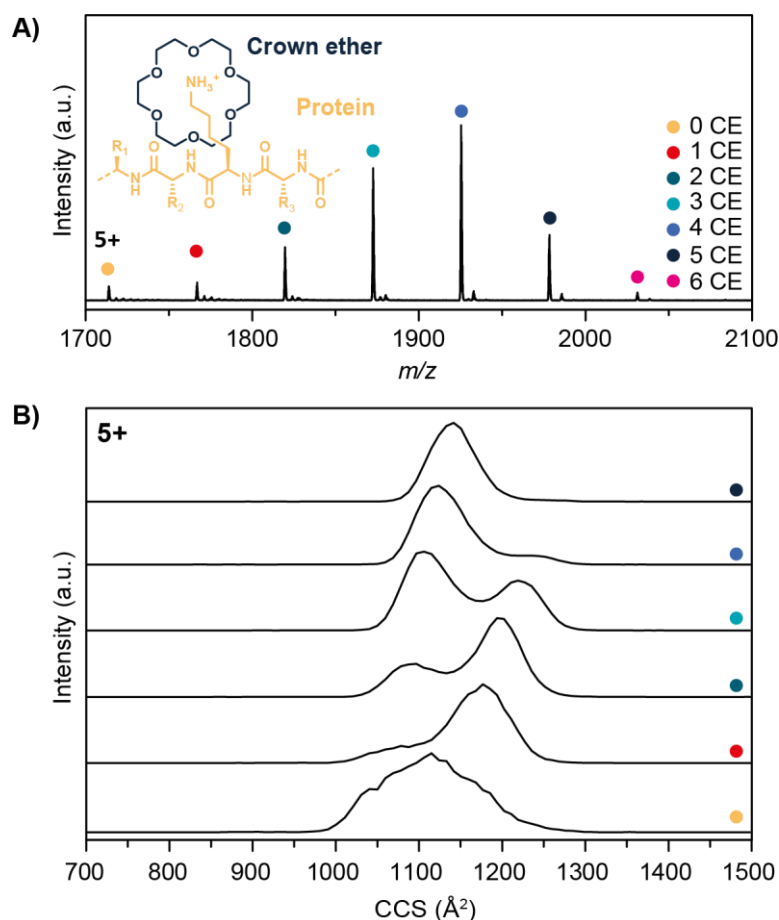 A)
Crown ether
Protein
O
O
O
O
O
O
NH₃⁺
R₁
O
H
N
O
H
N
N
H
R₂
O
N
H
R₃
O
5+
0 CE
1 CE
2 CE
3 CE
4 CE
5 CE
6 CE
Intensity (a.u.)
1700 1800 1900 2000 2100
m/z
B)
5+
Intensity (a.u.)
700 800 900 1000 1100 1200 1300 1400 1500
CCS (Å²)